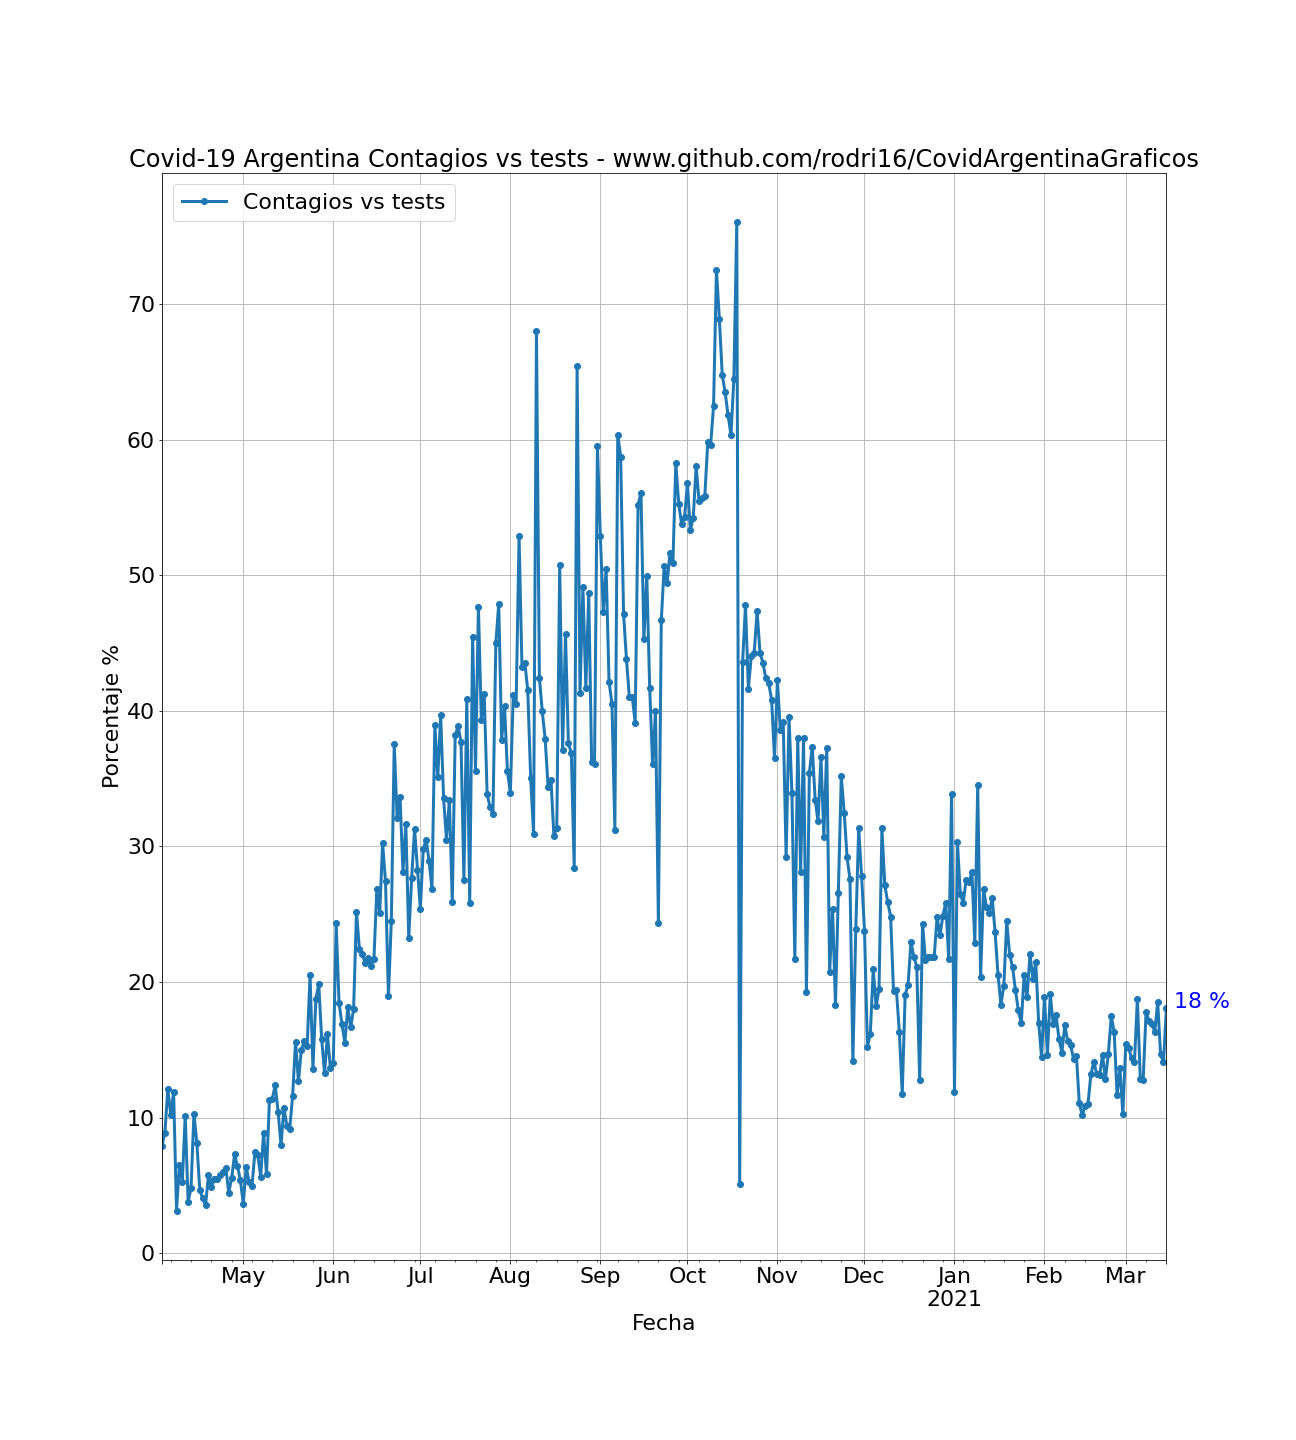 Covid-19 Argentina Contagios vs tests - www.github.com/rodri16/CovidArgentinaGraficos
Contagios vs tests
Porcentaje %
70
60
50
40
30
20
10
0
18 %
May Jun Jul Aug Sep Oct Nov Dec Jan Feb Mar
2021
Fecha